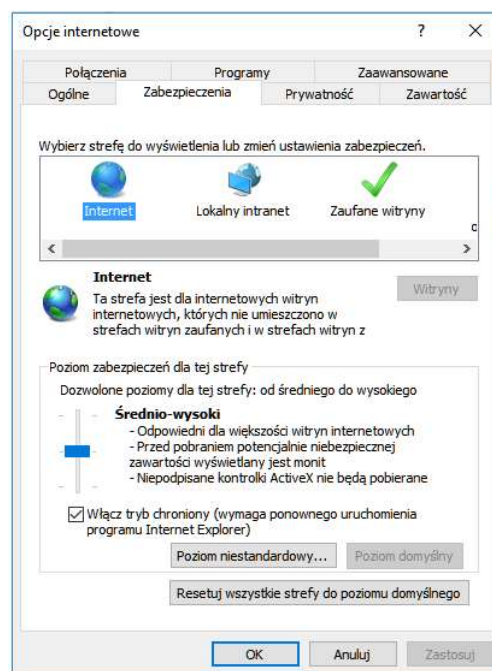 Opcje internetowe
Połączenia Programy Zaawansowane
Ogólne Zabezpieczenia Prywatność Zawartość
Wybierz strefę do wyświetlenia lub zmień ustawienia zabezpieczeń.
Internet Lokalny intranet Zaufane witryny
Internet
Witryny
Ta strefa jest dla internetowych witryn
internetowych, których nie umieszczono w
strefach witryn zaufanych i w strefach witryn z
Poziom zabezpieczeń dla tej strefy
Dozwolone poziomy dla tej strefy: od średniego do wysokiego
Średnio-wysoki
- Odpowiedni dla większości witryn internetowych
- Przed pobraniem potencjalnie niebezpiecznej
zawartości wyświetlany jest monit
- Niepodpisane kontrolki ActiveX nie będą pobierane
Włącz tryb chroniony (wymaga ponownego uruchomienia
programu Internet Explorer)
Poziom niestandardowy... Poziom domyślny
Resetuj wszystkie strefy do poziomu domyślnego
OK Anuluj Zastosuj